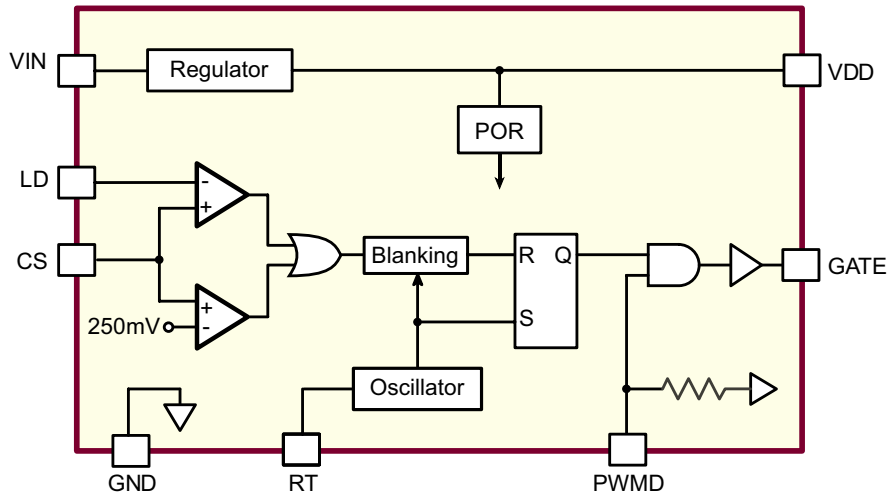 VIN
Regulator
VDD
POR
LD
-
+
CS
Blanking
R Q
GATE
+
250mV
-
S
Oscillator
GND
RT
PWMD